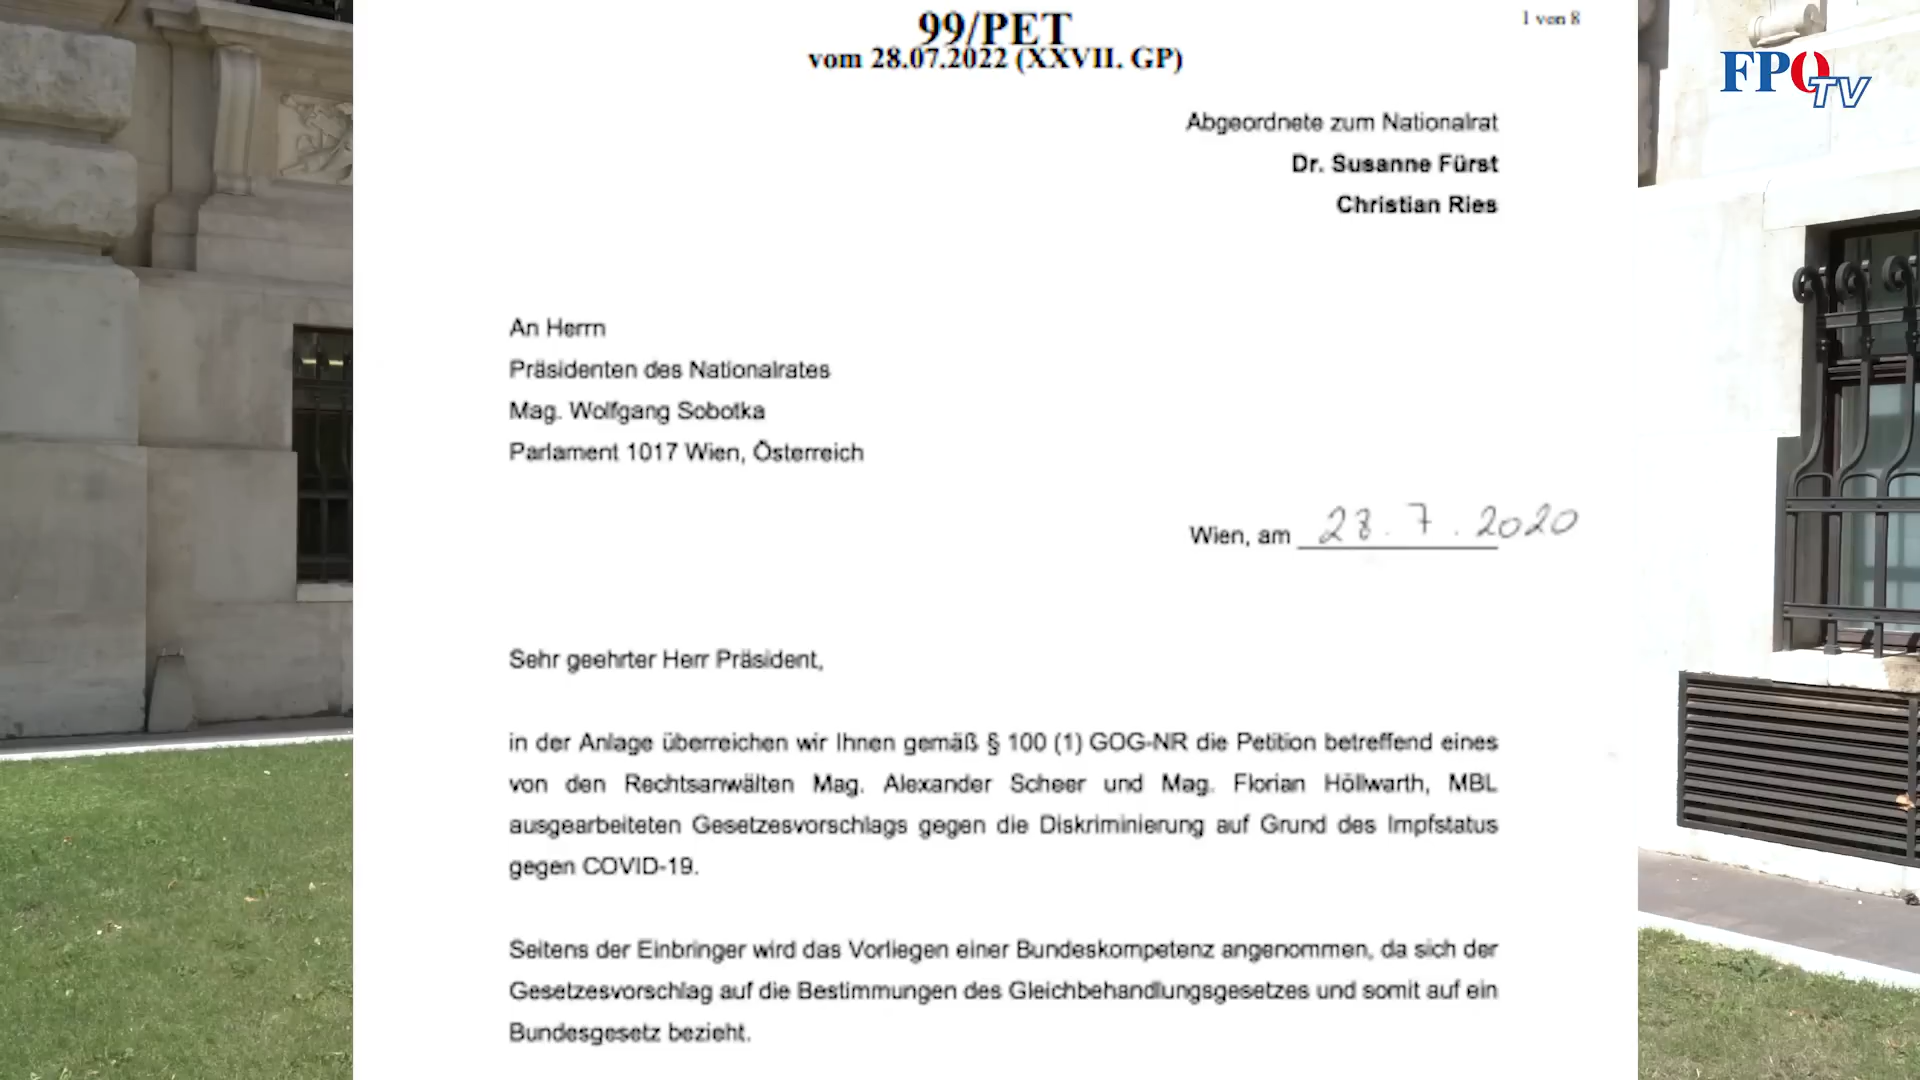 99/PET
1 von 8
vom 28.07.2022 (XXVII. GP)
FPÖ TV
Abgeordnete zum Nationalrat
Dr. Susanne Fürst
Christian Ries
An Herrn
Präsidenten des Nationalrates
Mag. Wolfgang Sobotka
Parlament 1017 Wien, Österreich
Wien, am 28.7.2020
Sehr geehrter Herr Präsident,
in der Anlage überreichen wir Ihnen gemäß § 100 (1) GOG-NR die Petition betreffend eines
von den Rechtsanwälten Mag. Alexander Scheer und Mag. Florian Höllwarth, MBL
ausgearbeiteten Gesetzesvorschlags gegen die Diskriminierung auf Grund des Impfstatus
gegen COVID-19.
Seitens der Einbringer wird das Vorliegen einer Bundeskompetenz angenommen, da sich der
Gesetzesvorschlag auf die Bestimmungen des Gleichbehandlungsgesetzes und somit auf ein
Bundesgesetz bezieht.